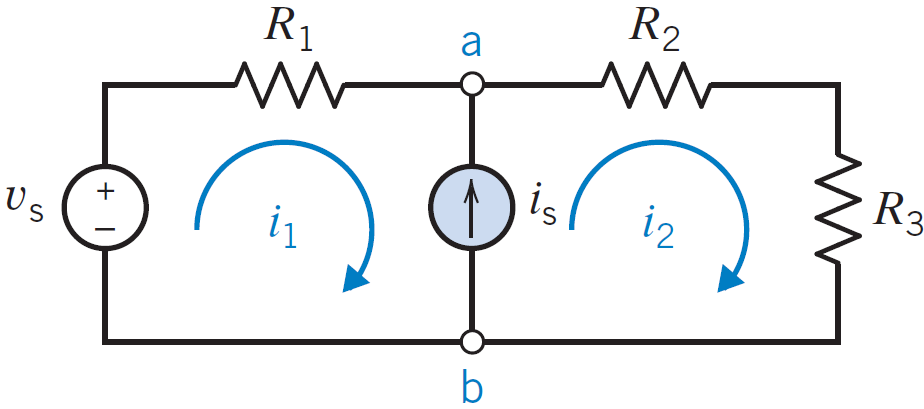 R1 a R2
+
−
vs i1 is i2 R3
b